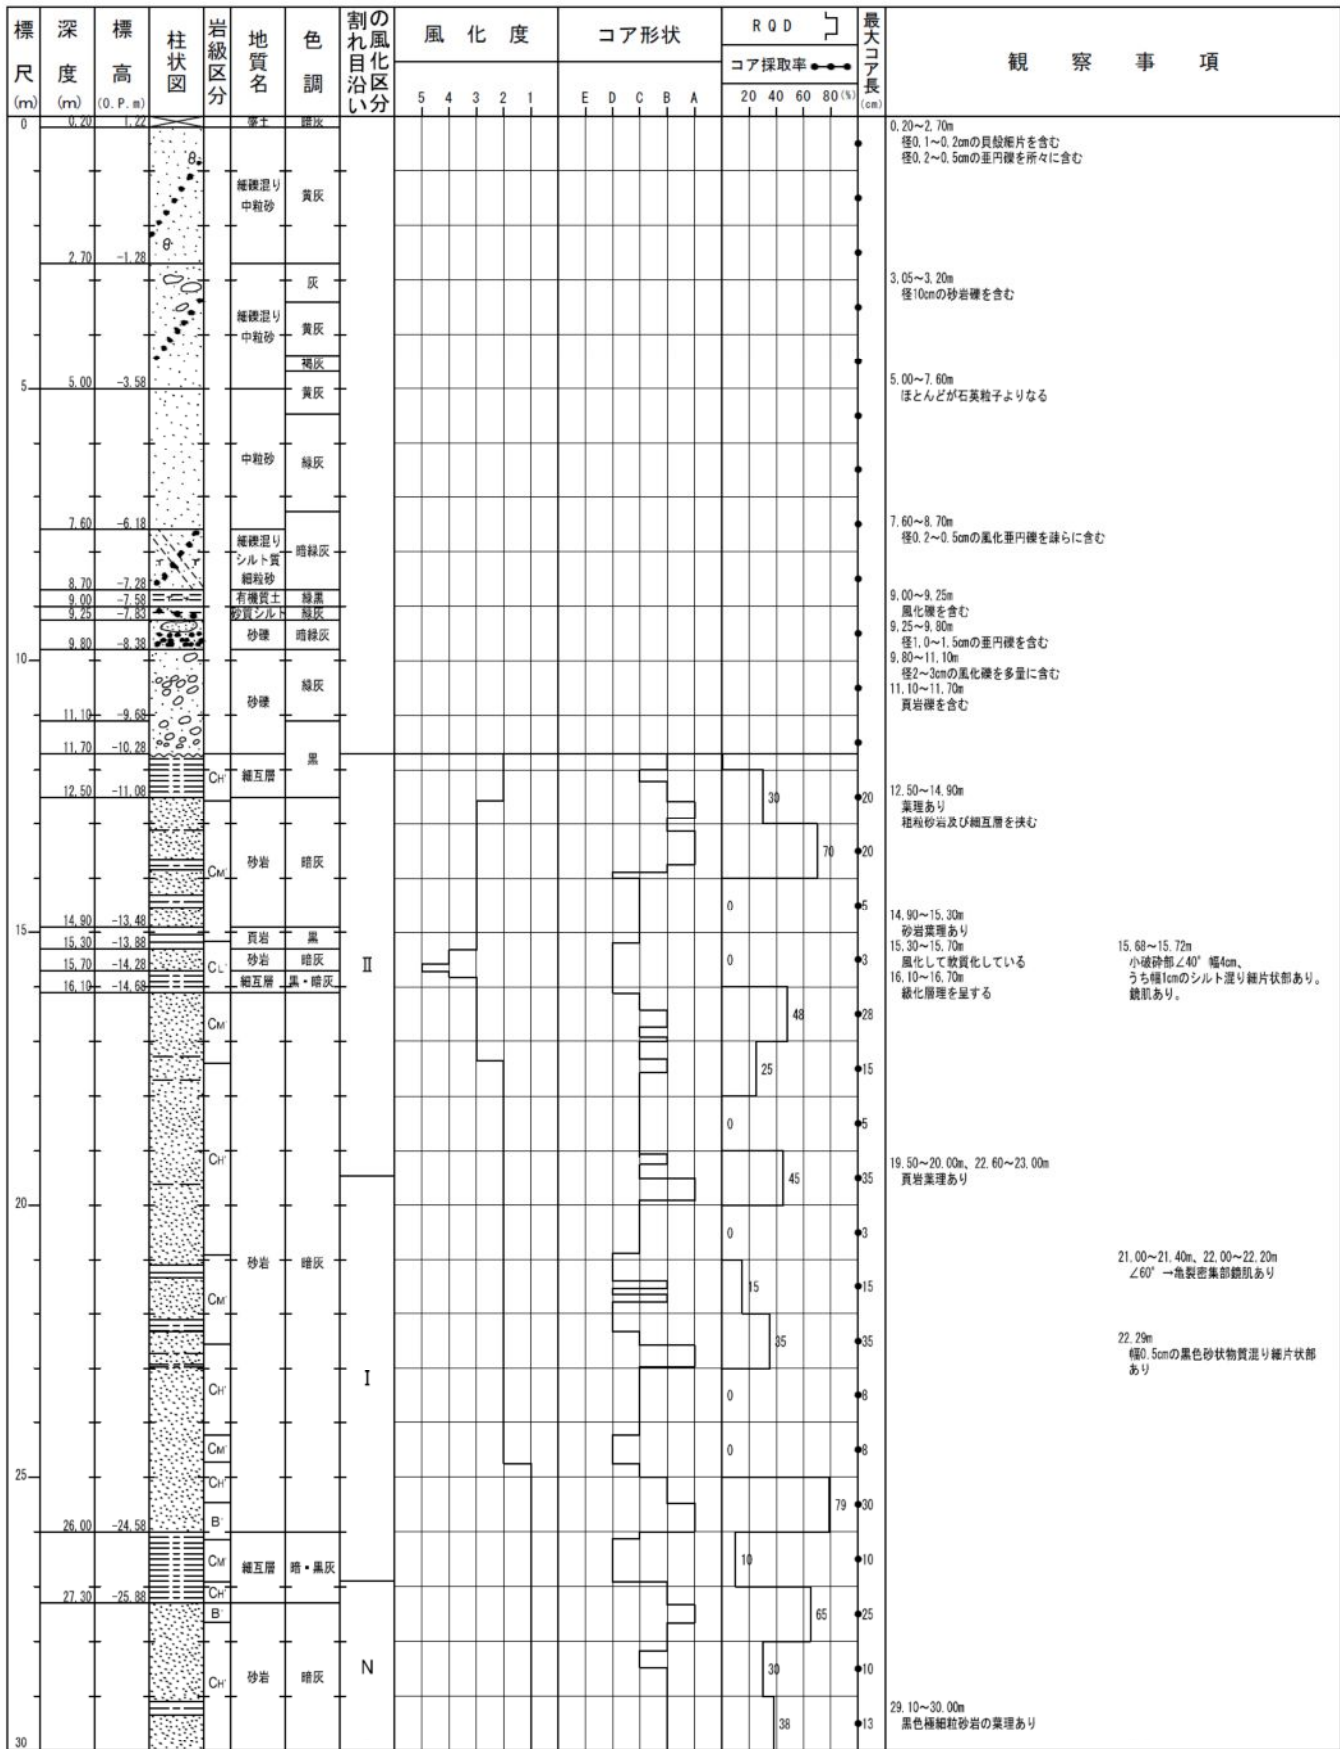 標尺(m)
深度(m)
標高(O.P.m)
柱状図
岩級区分
地質名
色調
割れ目沿いの風化区分
風化度
5 4 3 2 1
コア形状
E D C B A
RQD
コア採取率
20 40 60 80(%)
最大コア長(cm)
観察事項
0
5
10
15
20
25
30
0.20 1.22 盛土 暗灰
細礫混り
中粒砂
黄灰
2.70 -1.28
灰
細礫混り
中粒砂
黄灰
褐灰
5.00 -3.58
黄灰
中粒砂
緑灰
7.60 -6.18
細礫混り
シルト質
細粒砂
暗緑灰
8.70 -7.28
有機質土 緑黒
9.00 -7.58
砂質シルト 緑灰
9.25 -7.83
砂礫 暗緑灰
9.80 -8.38
緑灰
砂礫
11.10 -9.68
11.70 -10.28
黒
CH' 細互層
12.50 -11.08
CM' 砂岩 暗灰
14.90 -13.48
頁岩 黒
15.30 -13.88
砂岩 暗灰
CL'
15.70 -14.28
細互層 黒・暗灰
16.10 -14.68
CM'
CH'
砂岩 暗灰
CM'
CH'
CM'
CH'
B'
26.00 -24.58
CM' 細互層 暗・黒灰
CH'
27.30 -25.88
B'
CH' 砂岩 暗灰
Ⅱ
Ⅰ
N
30 20
70 20
0 5
0 3
48 28
25 15
0 5
45 35
0 3
15 15
35 35
0 8
0 8
79 30
10 10
65 25
30 10
38 13
0.20～2.70m
径0.1～0.2cmの貝殻細片を含む
径0.2～0.5cmの亜円礫を所々に含む
3.05～3.20m
径10cmの砂岩礫を含む
5.00～7.60m
ほとんどが石英粒子よりなる
7.60～8.70m
径0.2～0.5cmの風化亜円礫を疎らに含む
9.00～9.25m
風化礫を含む
9.25～9.80m
径1.0～1.5cmの亜円礫を含む
9.80～11.10m
径2～3cmの風化礫を多量に含む
11.10～11.70m
頁岩礫を含む
12.50～14.90m
葉理あり
粗粒砂岩及び細互層を挟む
14.90～15.30m
砂岩葉理あり
15.30～15.70m
風化して軟質化している
16.10～16.70m
級化層理を呈する
15.68～15.72m
小破砕部∠40° 幅4cm、
うち幅1cmのシルト混り細片状部あり。
鏡肌あり。
19.50～20.00m、22.60～23.00m
頁岩葉理あり
21.00～21.40m、22.00～22.20m
∠60° →亀裂密集部鏡肌あり
22.29m
幅0.5cmの黒色砂状物質混り細片状部
あり
29.10～30.00m
黒色極細粒砂岩の葉理あり